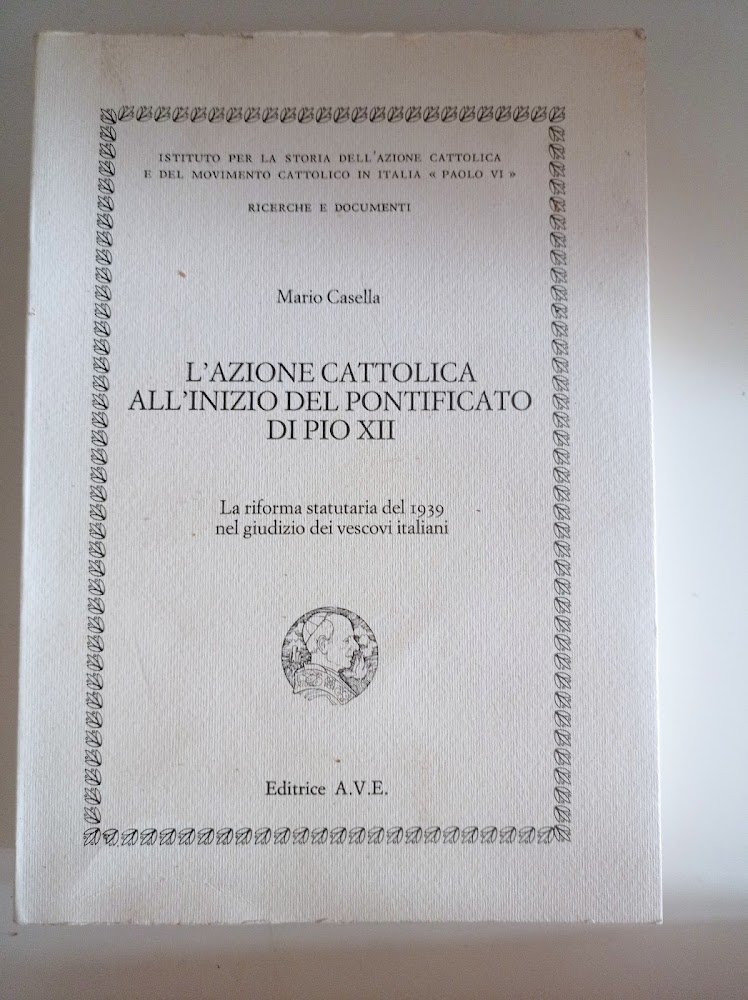 ISTITUTO PER LA STORIA DELL'AZIONE CATTOLICA
E DEL MOVIMENTO CATTOLICO IN ITALIA « PAOLO VI »
RICERCHE E DOCUMENTI
Mario Casella
L'AZIONE CATTOLICA
ALL'INIZIO DEL PONTIFICATO
DI PIO XII
La riforma statutaria del 1939
nel giudizio dei vescovi italiani
Editrice A.V.E.